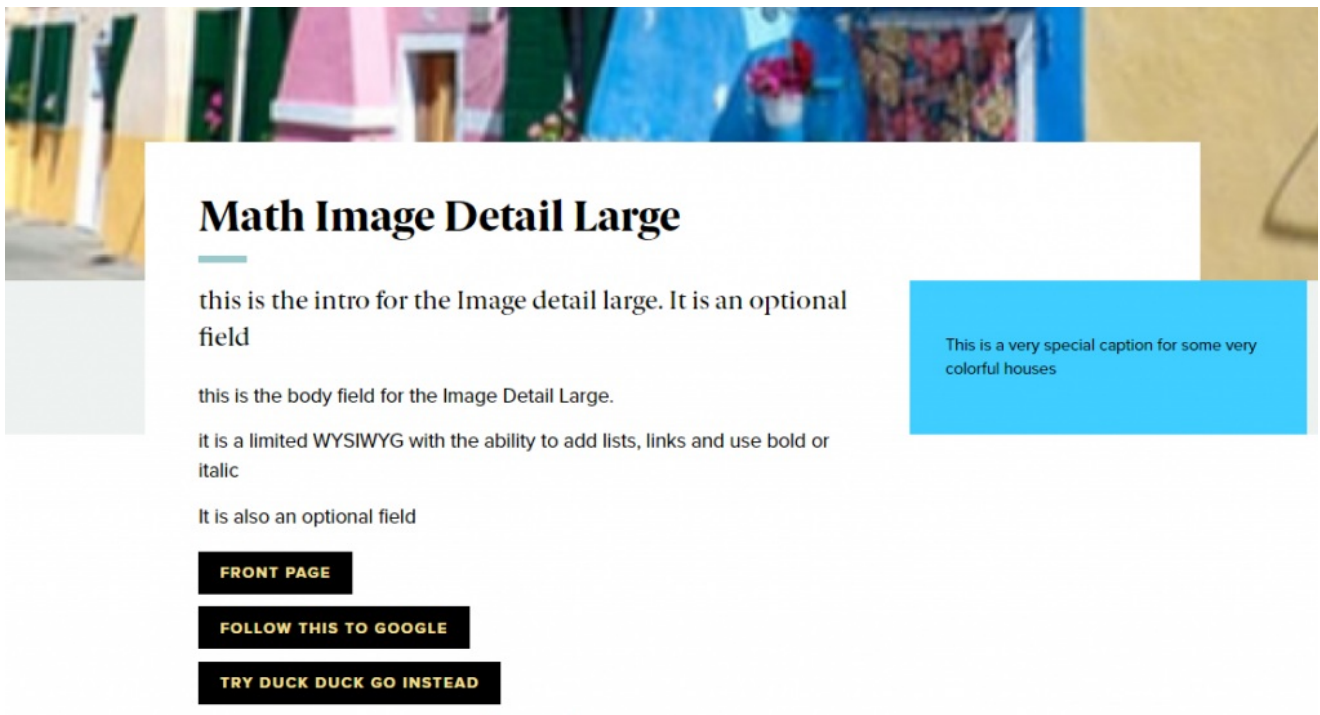 Math Image Detail Large
this is the intro for the Image detail large. It is an optional
field
This is a very special caption for some very
colorful houses
this is the body field for the Image Detail Large.
it is a limited WYSIWYG with the ability to add lists, links and use bold or
italic
It is also an optional field
FRONT PAGE
FOLLOW THIS TO GOOGLE
TRY DUCK DUCK GO INSTEAD